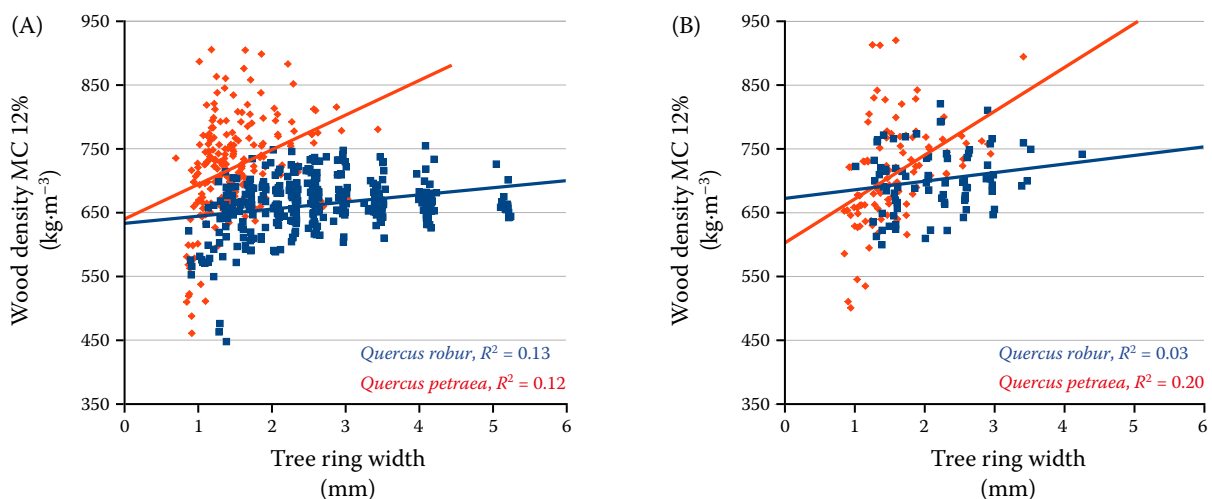 (A)
950
850
750
650
550
450
350
Wood density MC 12%
(kg·m⁻³)
0 1 2 3 4 5 6
Tree ring width
(mm)
Quercus robur, R² = 0.13
Quercus petraea, R² = 0.12
(B)
950
850
750
650
550
450
350
Wood density MC 12%
(kg·m⁻³)
0 1 2 3 4 5 6
Tree ring width
(mm)
Quercus robur, R² = 0.03
Quercus petraea, R² = 0.20